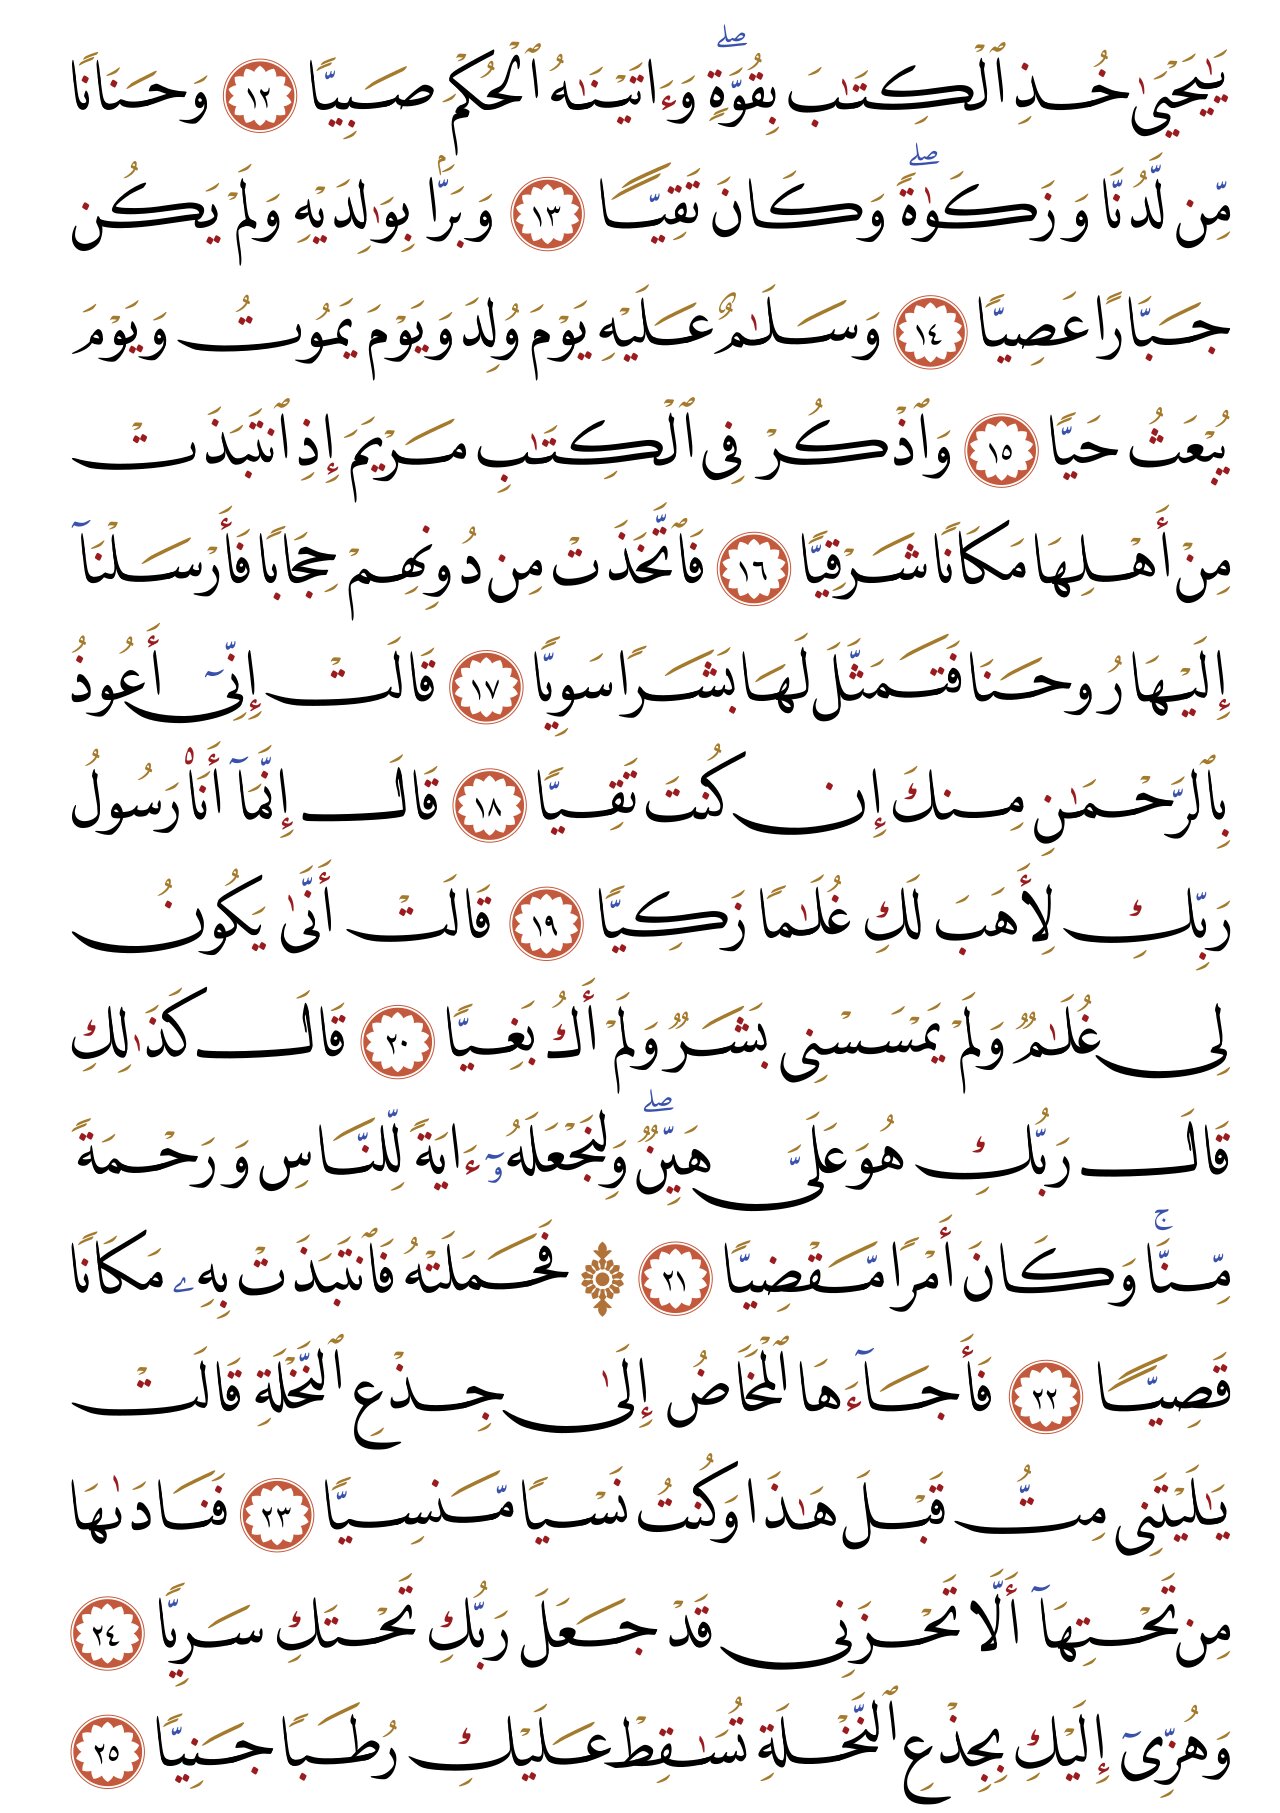 يَٰيَحْيَىٰ خُذِ ٱلْكِتَٰبَ بِقُوَّةٍۖ وَءَاتَيْنَٰهُ ٱلْحُكْمَ صَبِيًّا ١٢ وَحَنَانًا
مِّن لَّدُنَّا وَزَكَوٰةًۖ وَكَانَ تَقِيًّا ١٣ وَبَرًّۢا بِوَٰلِدَيْهِ وَلَمْ يَكُن
جَبَّارًا عَصِيًّا ١٤ وَسَلَٰمٌ عَلَيْهِ يَوْمَ وُلِدَ وَيَوْمَ يَمُوتُ وَيَوْمَ
يُبْعَثُ حَيًّا ١٥ وَٱذْكُرْ فِى ٱلْكِتَٰبِ مَرْيَمَ إِذِ ٱنتَبَذَتْ
مِنْ أَهْلِهَا مَكَانًا شَرْقِيًّا ١٦ فَٱتَّخَذَتْ مِن دُونِهِمْ حِجَابًا فَأَرْسَلْنَآ
إِلَيْهَا رُوحَنَا فَتَمَثَّلَ لَهَا بَشَرًا سَوِيًّا ١٧ قَالَتْ إِنِّىٓ أَعُوذُ
بِٱلرَّحْمَٰنِ مِنكَ إِن كُنتَ تَقِيًّا ١٨ قَالَ إِنَّمَآ أَنَا۠ رَسُولُ
رَبِّكِ لِأَهَبَ لَكِ غُلَٰمًا زَكِيًّا ١٩ قَالَتْ أَنَّىٰ يَكُونُ
لِى غُلَٰمٌ وَلَمْ يَمْسَسْنِى بَشَرٌ وَلَمْ أَكُ بَغِيًّا ٢٠ قَالَ كَذَٰلِكِ
قَالَ رَبُّكِ هُوَ عَلَىَّ هَيِّنٌۖ وَلِنَجْعَلَهُۥٓ ءَايَةً لِّلنَّاسِ وَرَحْمَةً
مِّنَّاۚ وَكَانَ أَمْرًا مَّقْضِيًّا ٢١ ۞ فَحَمَلَتْهُ فَٱنتَبَذَتْ بِهِۦ مَكَانًا
قَصِيًّا ٢٢ فَأَجَآءَهَا ٱلْمَخَاضُ إِلَىٰ جِذْعِ ٱلنَّخْلَةِ قَالَتْ
يَٰلَيْتَنِى مِتُّ قَبْلَ هَٰذَا وَكُنتُ نَسْيًا مَّنسِيًّا ٢٣ فَنَادَىٰهَا
مِن تَحْتِهَآ أَلَّا تَحْزَنِى قَدْ جَعَلَ رَبُّكِ تَحْتَكِ سَرِيًّا ٢٤
وَهُزِّىٓ إِلَيْكِ بِجِذْعِ ٱلنَّخْلَةِ تُسَٰقِطْ عَلَيْكِ رُطَبًا جَنِيًّا ٢٥